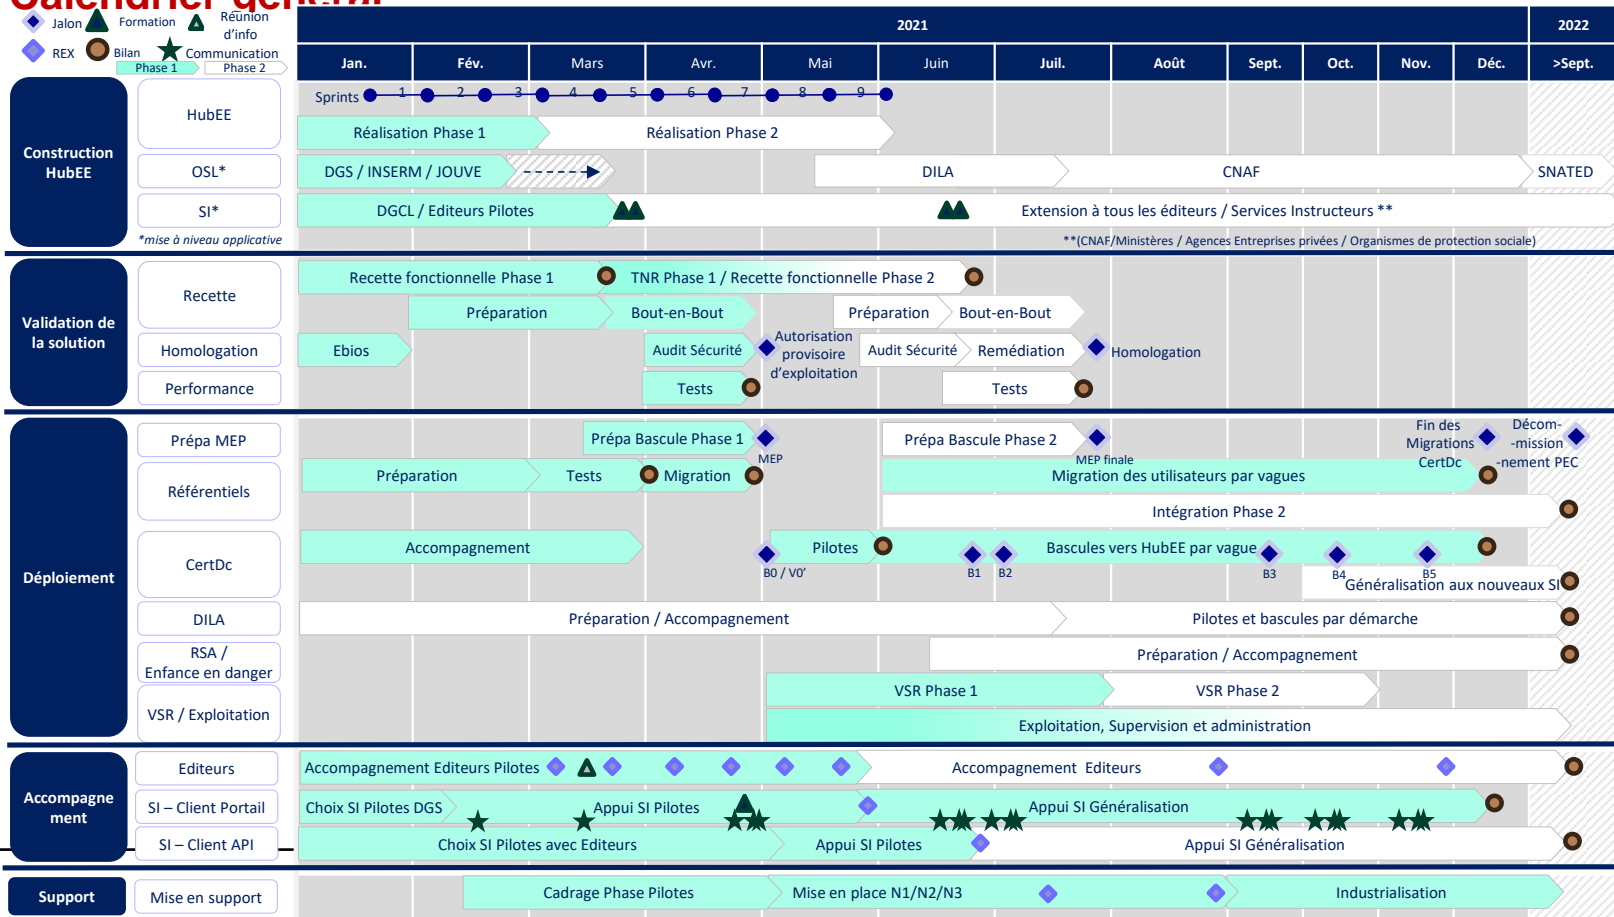 Calendrier général
Jalon
Formation
Réunion
d'info
REX
Bilan
Communication
Phase 1
Phase 2
2021
2022
Jan.
Fév.
Mars
Avr.
Mai
Juin
Juil.
Août
Sept.
Oct.
Nov.
Déc.
>Sept.
Construction
HubEE
HubEE
Sprints
1
2
3
4
5
6
7
8
9
Réalisation Phase 1
Réalisation Phase 2
OSL*
DGS / INSERM / JOUVE
DILA
CNAF
SNATED
SI*
DGCL / Editeurs Pilotes
Extension à tous les éditeurs / Services Instructeurs **
*mise à niveau applicative
**(CNAF/Ministères / Agences Entreprises privées / Organismes de protection sociale)
Validation de
la solution
Recette
Recette fonctionnelle Phase 1
TNR Phase 1 / Recette fonctionnelle Phase 2
Préparation
Bout-en-Bout
Préparation
Bout-en-Bout
Homologation
Ebios
Audit Sécurité
Autorisation
provisoire
d'exploitation
Audit Sécurité
Remédiation
Homologation
Performance
Tests
Tests
Déploiement
Prépa MEP
Prépa Bascule Phase 1
MEP
Prépa Bascule Phase 2
MEP finale
Fin des
Migrations
CertDc
Décom-
-mission
-nement PEC
Référentiels
Préparation
Tests
Migration
Migration des utilisateurs par vagues
Intégration Phase 2
CertDc
Accompagnement
Pilotes
Bascules vers HubEE par vague
B0 / V0'
B1
B2
B3
B4
B5
Généralisation aux nouveaux SI
DILA
Préparation / Accompagnement
Pilotes et bascules par démarche
RSA /
Enfance en danger
Préparation / Accompagnement
VSR / Exploitation
VSR Phase 1
VSR Phase 2
Exploitation, Supervision et administration
Accompagne
ment
Editeurs
Accompagnement Editeurs Pilotes
Accompagnement Editeurs
SI – Client Portail
Choix SI Pilotes DGS
Appui SI Pilotes
Appui SI Généralisation
SI – Client API
Choix SI Pilotes avec Editeurs
Appui SI Pilotes
Appui SI Généralisation
Support
Mise en support
Cadrage Phase Pilotes
Mise en place N1/N2/N3
Industrialisation